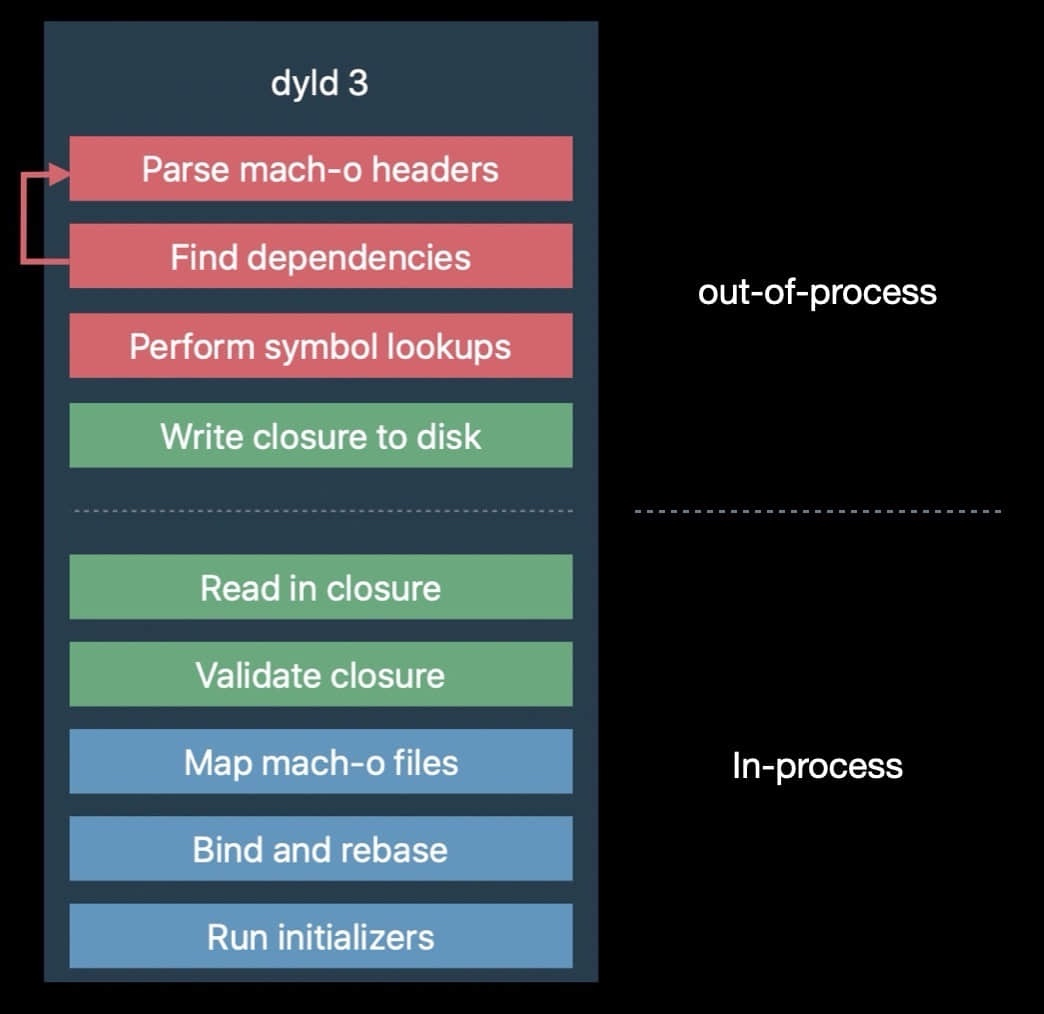 dyld 3
Parse mach-o headers
Find dependencies
Perform symbol lookups
Write closure to disk
out-of-process
Read in closure
Validate closure
Map mach-o files
Bind and rebase
Run initializers
In-process